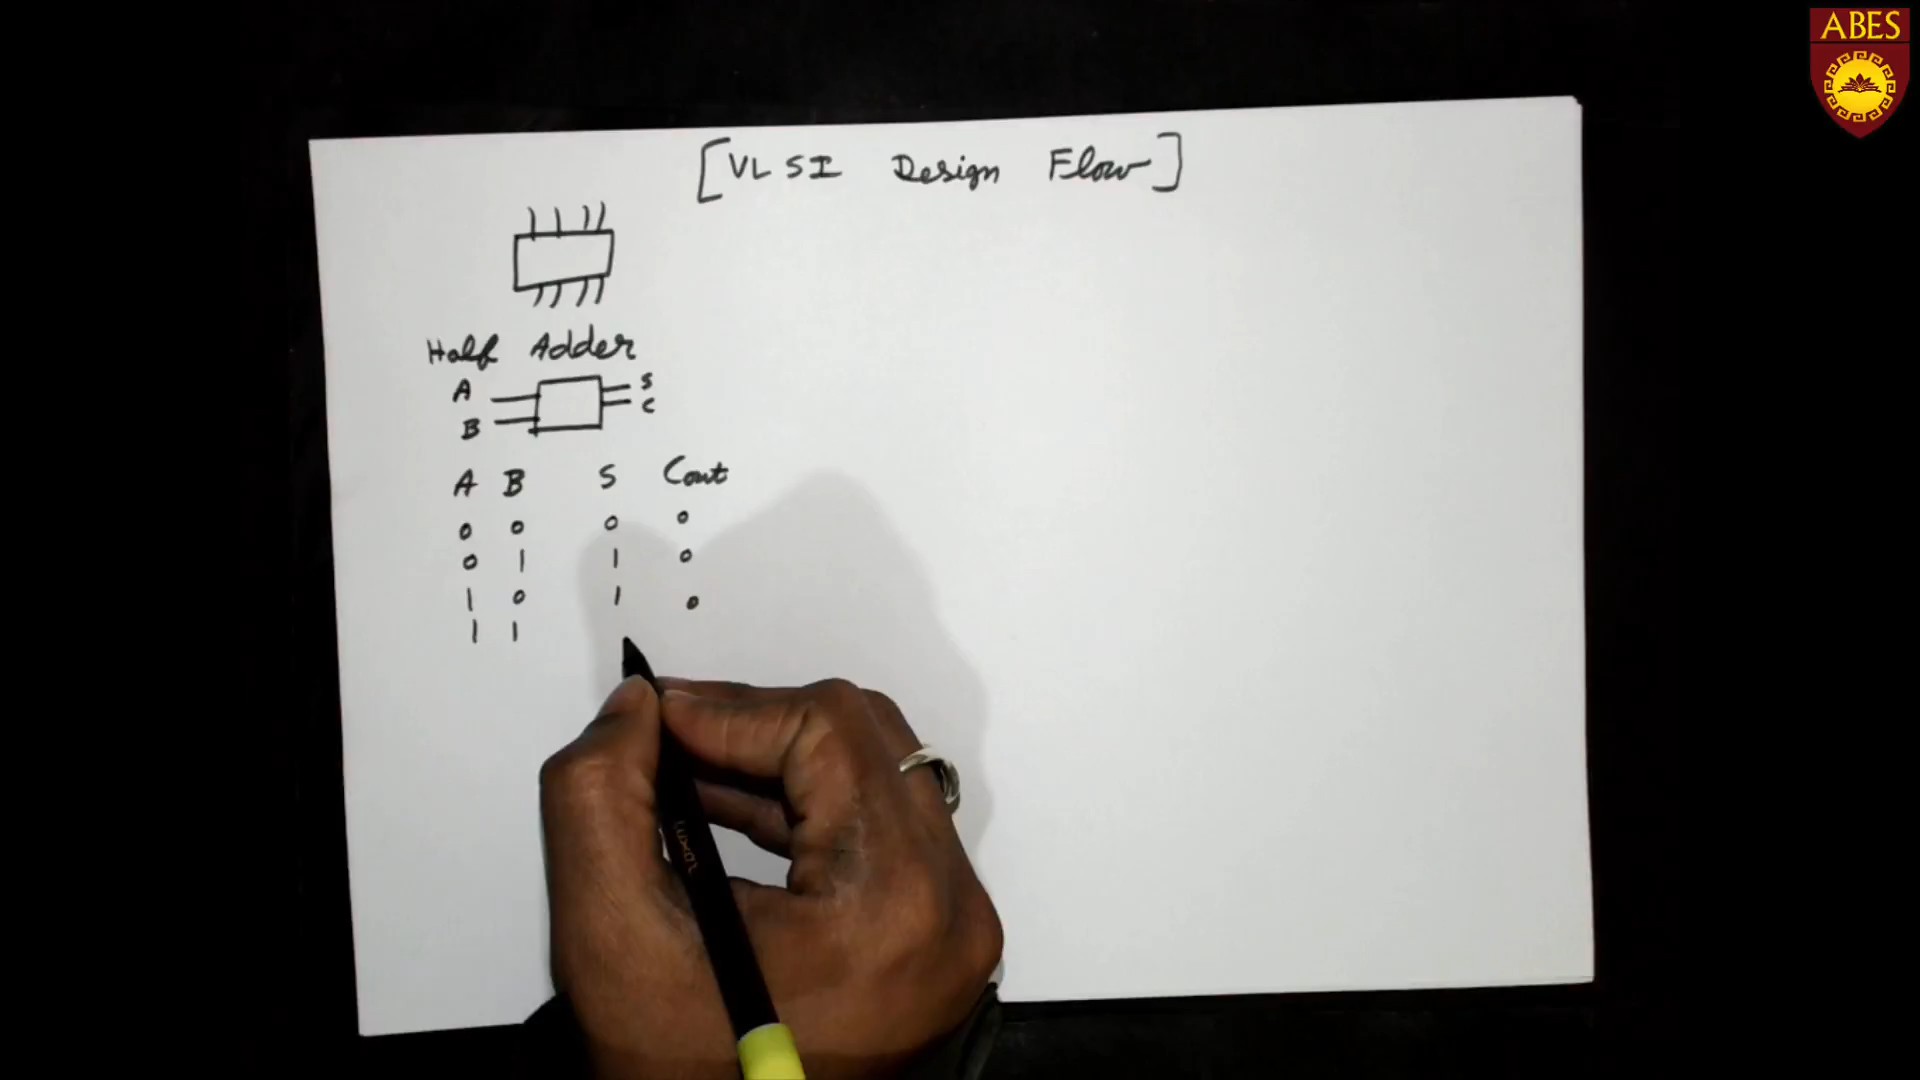 ABES
[VLSI Design Flow]
Half Adder
A S
B C
A B S Cout
0 0 0 0
0 1 1 0
1 0 1 0
1 1
LUXOR